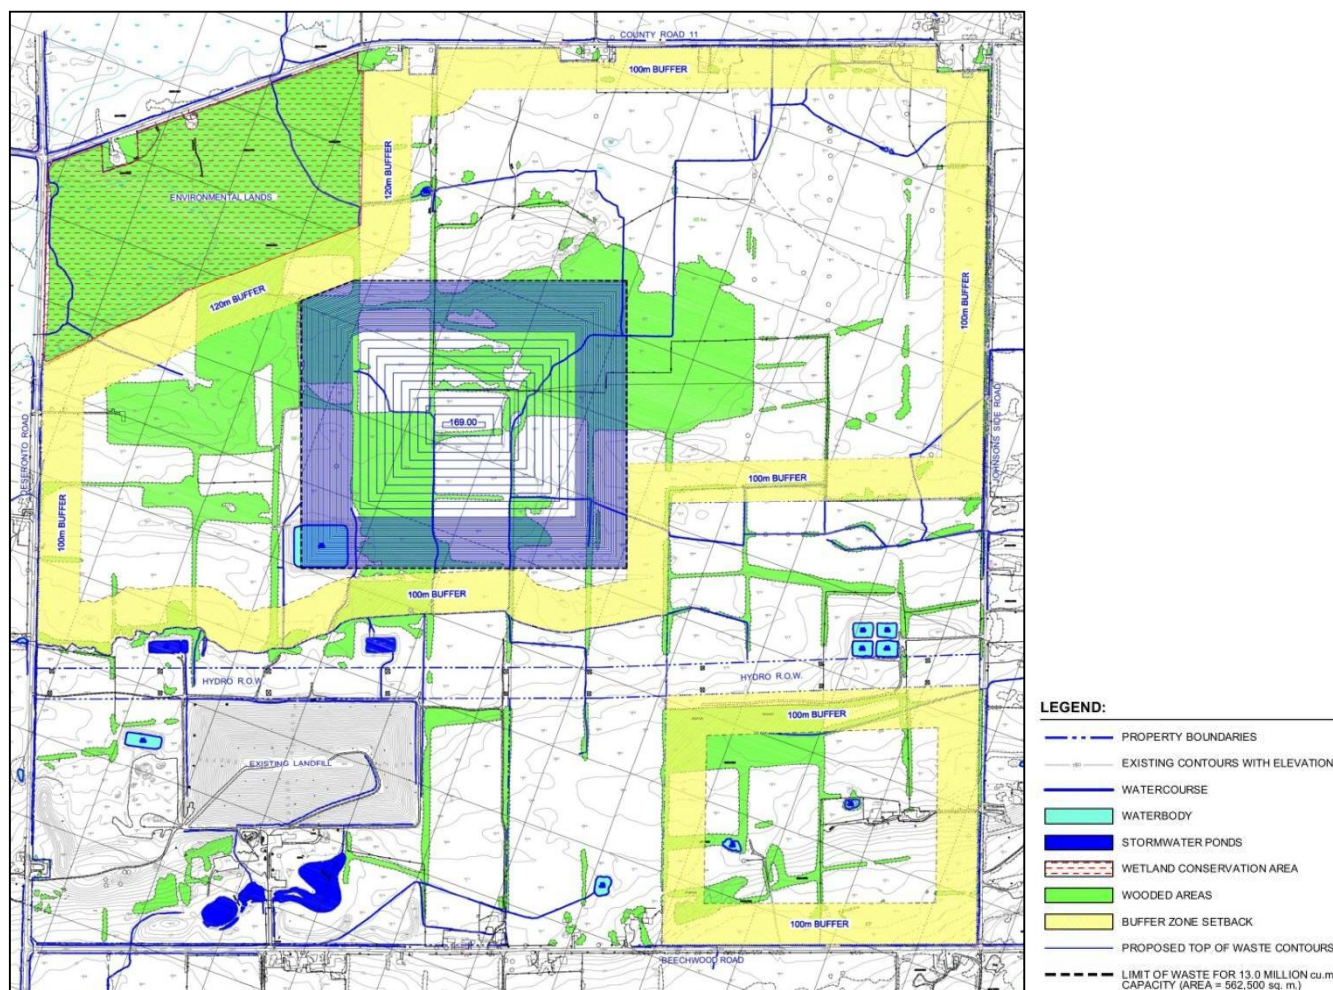 COUNTY ROAD 11
100m BUFFER
120m BUFFER
ENVIRONMENTAL LANDS
120m BUFFER
100m BUFFER
DESERONTO ROAD
JOHNSONS SIDE ROAD
169.00
100m BUFFER
100m BUFFER
100m BUFFER
HYDRO R.O.W.
HYDRO R.O.W.
100m BUFFER
EXISTING LANDFILL
100m BUFFER
BEECHWOOD ROAD
LEGEND:
PROPERTY BOUNDARIES
EXISTING CONTOURS WITH ELEVATION
WATERCOURSE
WATERBODY
STORMWATER PONDS
WETLAND CONSERVATION AREA
WOODED AREAS
BUFFER ZONE SETBACK
PROPOSED TOP OF WASTE CONTOURS
LIMIT OF WASTE FOR 13.0 MILLION cu.m
CAPACITY (AREA = 562,500 sq. m.)